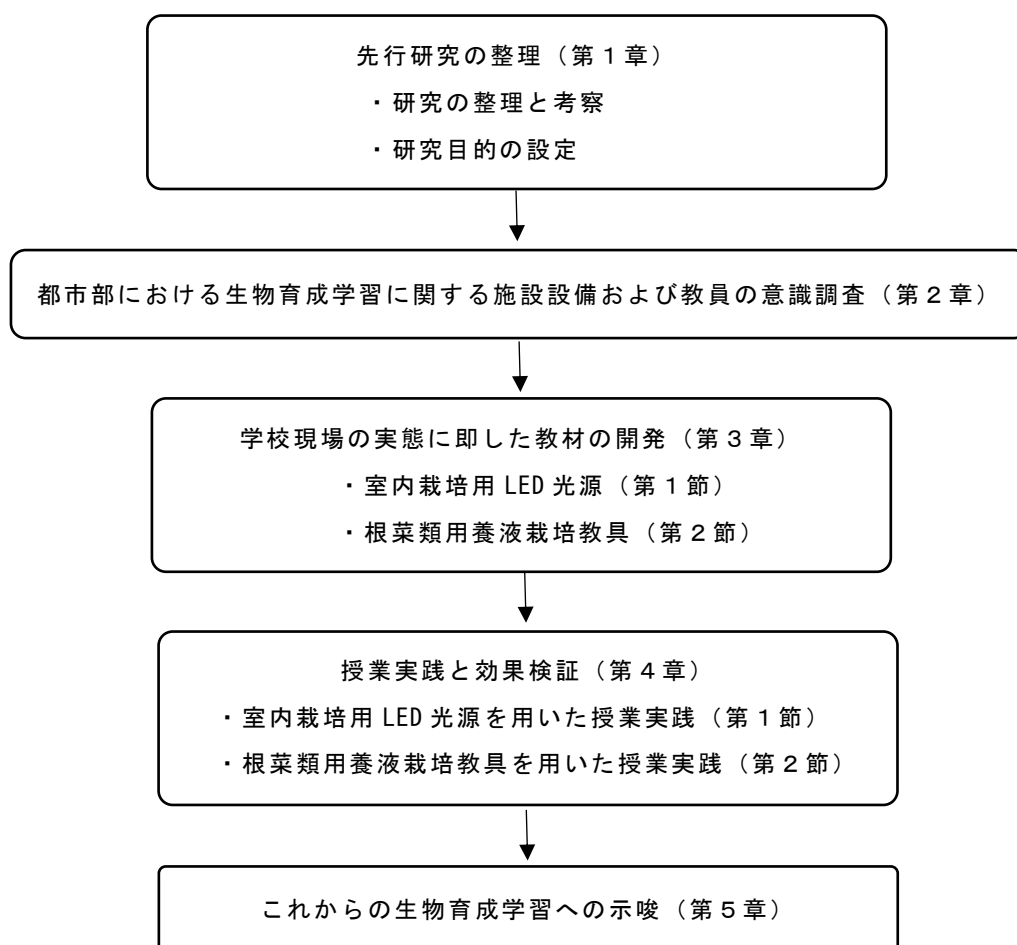 先行研究の整理（第１章）
・研究の整理と考察
・研究目的の設定
都市部における生物育成学習に関する施設設備および教員の意識調査（第２章）
学校現場の実態に即した教材の開発（第３章）
・室内栽培用 LED 光源（第１節）
・根菜類用養液栽培教具（第２節）
授業実践と効果検証（第４章）
・室内栽培用 LED 光源を用いた授業実践（第１節）
・根菜類用養液栽培教具を用いた授業実践（第２節）
これからの生物育成学習への示唆（第５章）